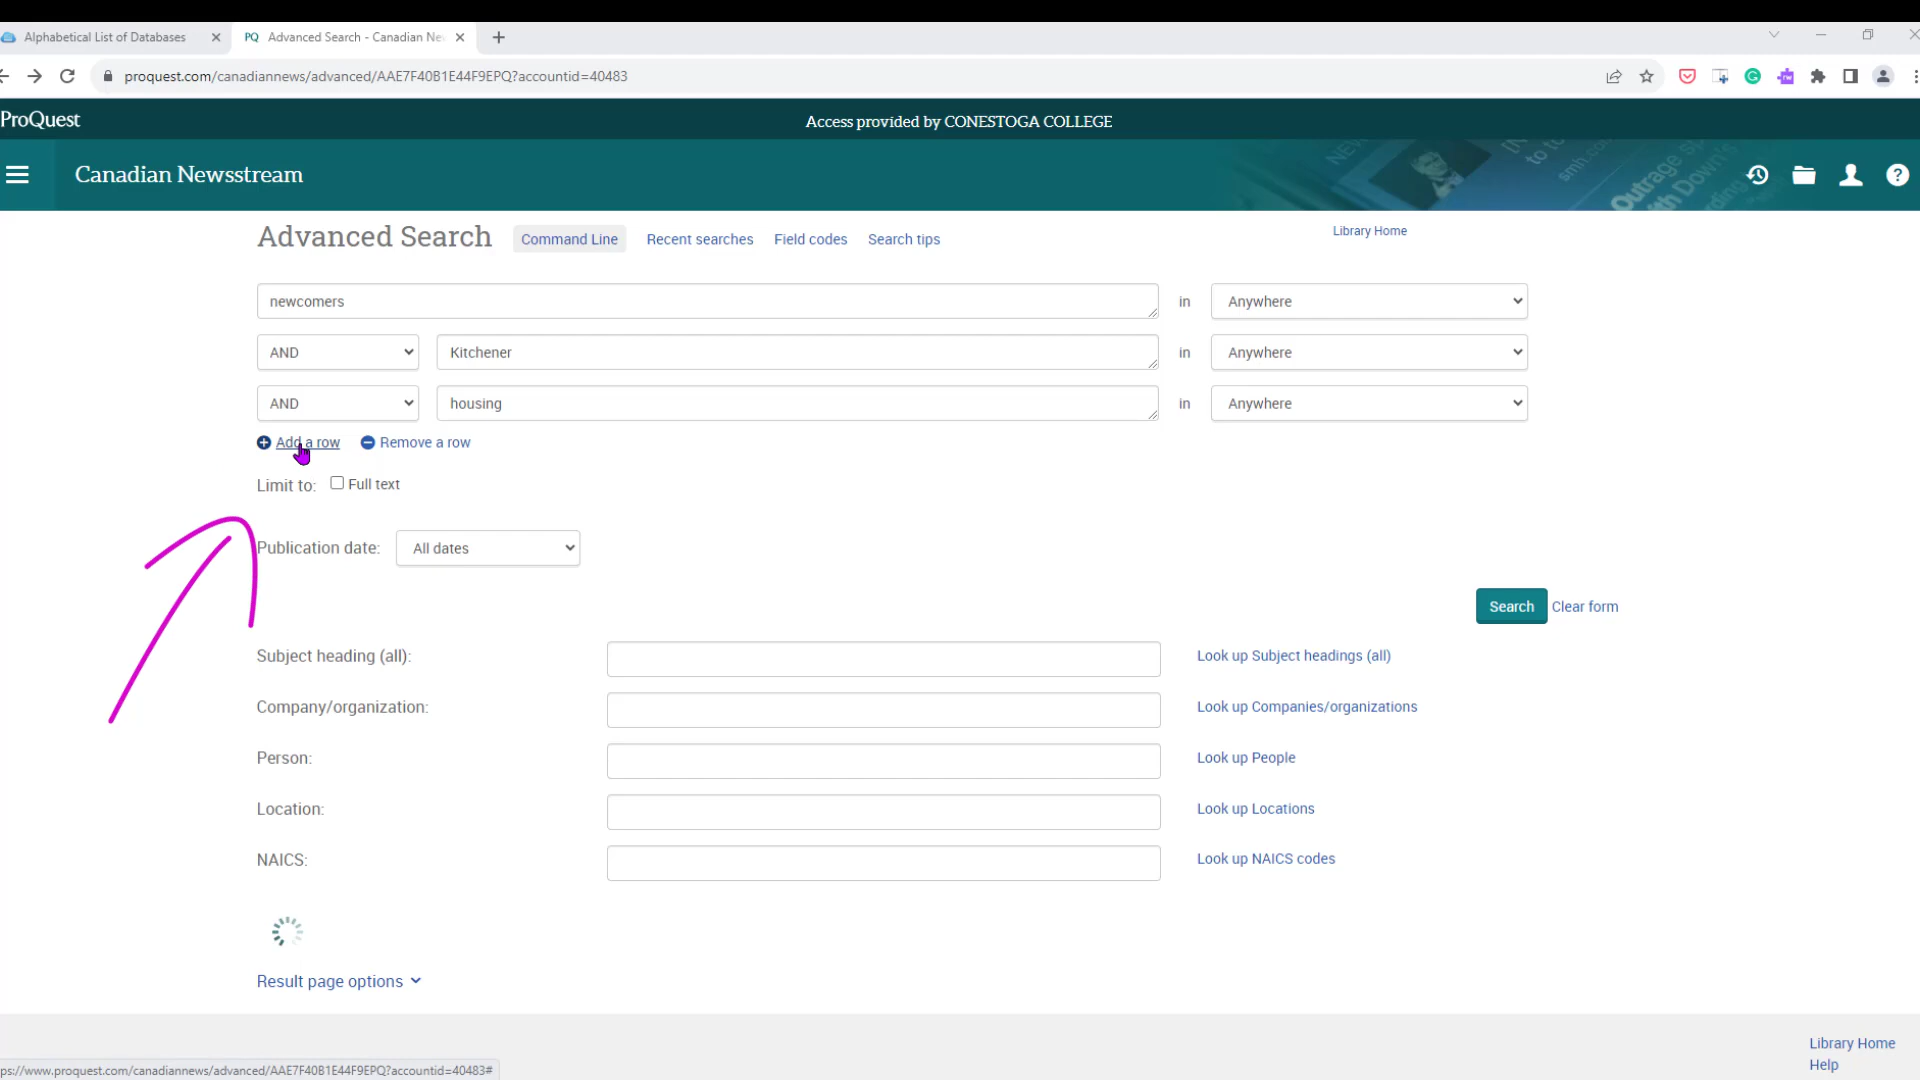 Alphabetical List of Databases
PQ Advanced Search - Canadian Ne
proquest.com/canadiannews/advanced/AAE7F40B1E44F9EPQ?accountid=40483
ProQuest
Access provided by CONESTOGA COLLEGE
Canadian Newsstream
Outrage
Advanced Search Command Line Recent searches Field codes Search tips Library Home
newcomers in Anywhere
AND Kitchener in Anywhere
AND housing in Anywhere
Add a row Remove a row
Limit to: Full text
Publication date: All dates
Search Clear form
Subject heading (all): Look up Subject headings (all)
Company/organization: Look up Companies/organizations
Person: Look up People
Location: Look up Locations
NAICS: Look up NAICS codes
Result page options
Library Home
Help
ps://www.proquest.com/canadiannews/advanced/AAE7F40B1E44F9EPQ?accountid=40483#